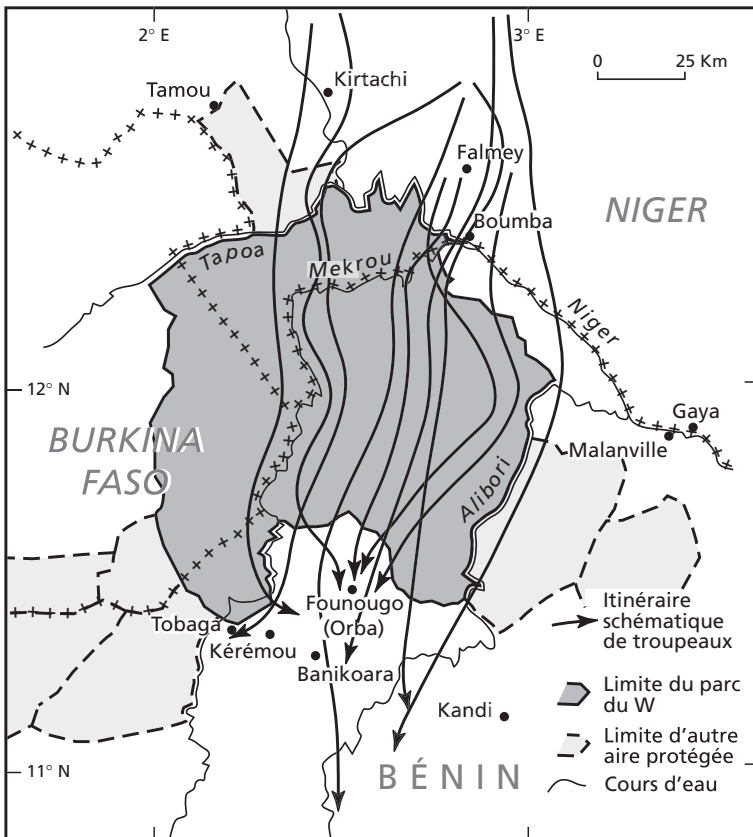 2° E
3° E
0 25 Km
Tamou
Kirtachi
Falmey
NIGER
Boumba
Tapoa
Mekrou
Niger
12° N
Gaya
BURKINA
FASO
Malanville
Alibori
Founougo
(Orba)
Tobaga
Kérémou
Banikoara
Kandi
BÉNIN
11° N
Itinéraire
schématique
de troupeaux
Limite du parc
du W
Limite d'autre
aire protégée
Cours d'eau